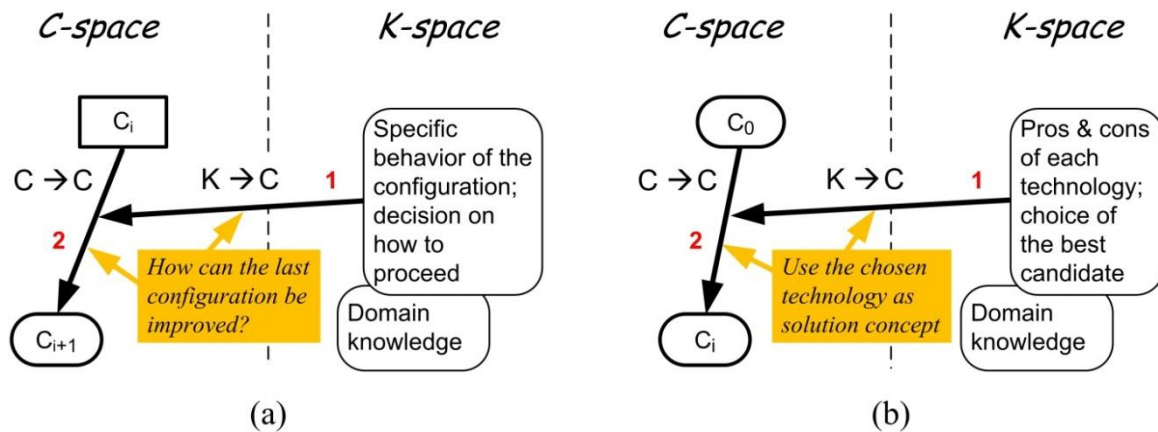 C-space
K-space
C-space
K-space
Ci
Specific
behavior of the
configuration;
decision on
how to
proceed
C → C
K → C
1
2
How can the last
configuration be
improved?
Domain
knowledge
Ci+1
C0
Pros & cons
of each
technology;
choice of
the best
candidate
C → C
K → C
1
2
Use the chosen
technology as
solution concept
Domain
knowledge
Ci
(a)
(b)